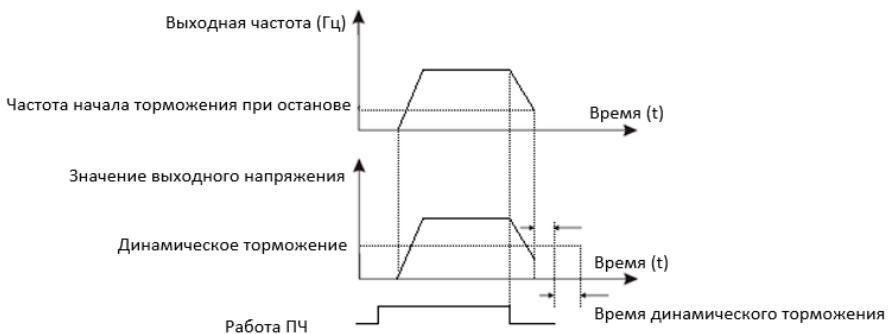 Выходная частота (Гц)
Частота начала торможения при останове
Время (t)
Значение выходного напряжения
Динамическое торможение
Время (t)
Время динамического торможения
Работа ПЧ